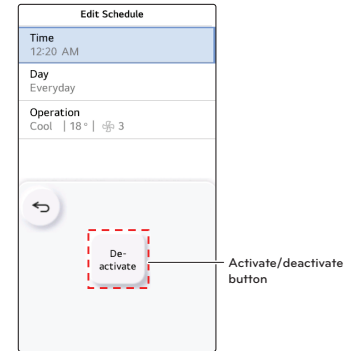 Edit Schedule
Time
12:20 AM
Day
Everyday
Operation
Cool | 18° | 3
De-
activate
Activate/deactivate
button